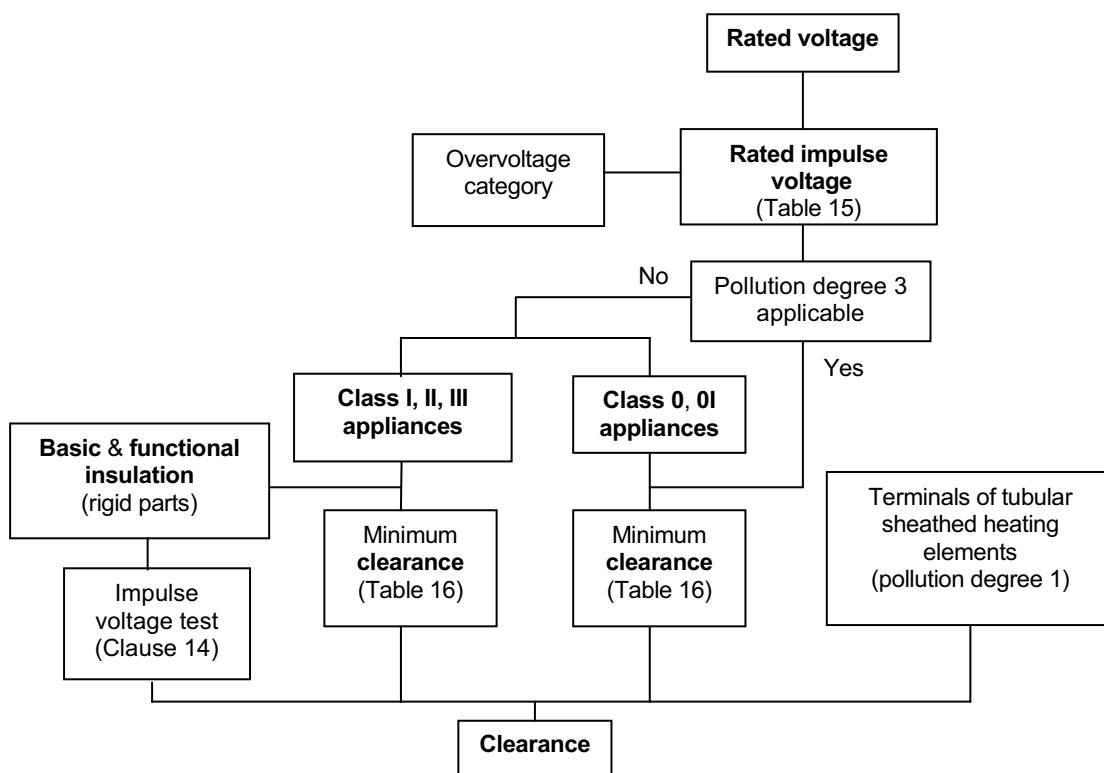 Rated voltage
Overvoltage
category
Rated impulse
voltage
(Table 15)
No
Pollution degree 3
applicable
Yes
Class I, II, III
appliances
Class 0, 0I
appliances
Basic & functional
insulation
(rigid parts)
Terminals of tubular
sheathed heating
elements
(pollution degree 1)
Minimum
clearance
(Table 16)
Minimum
clearance
(Table 16)
Impulse
voltage test
(Clause 14)
Clearance